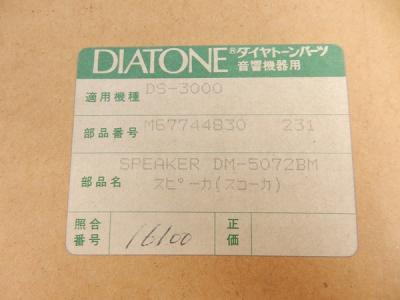 DIATONE® ダイヤトーンパーツ
音響機器用
適用機種 DS-3000
部品番号 M67744830 231
SPEAKER DM-5072BM
部品名 スピーカ(スコーカ)
照合番号 16100 正価